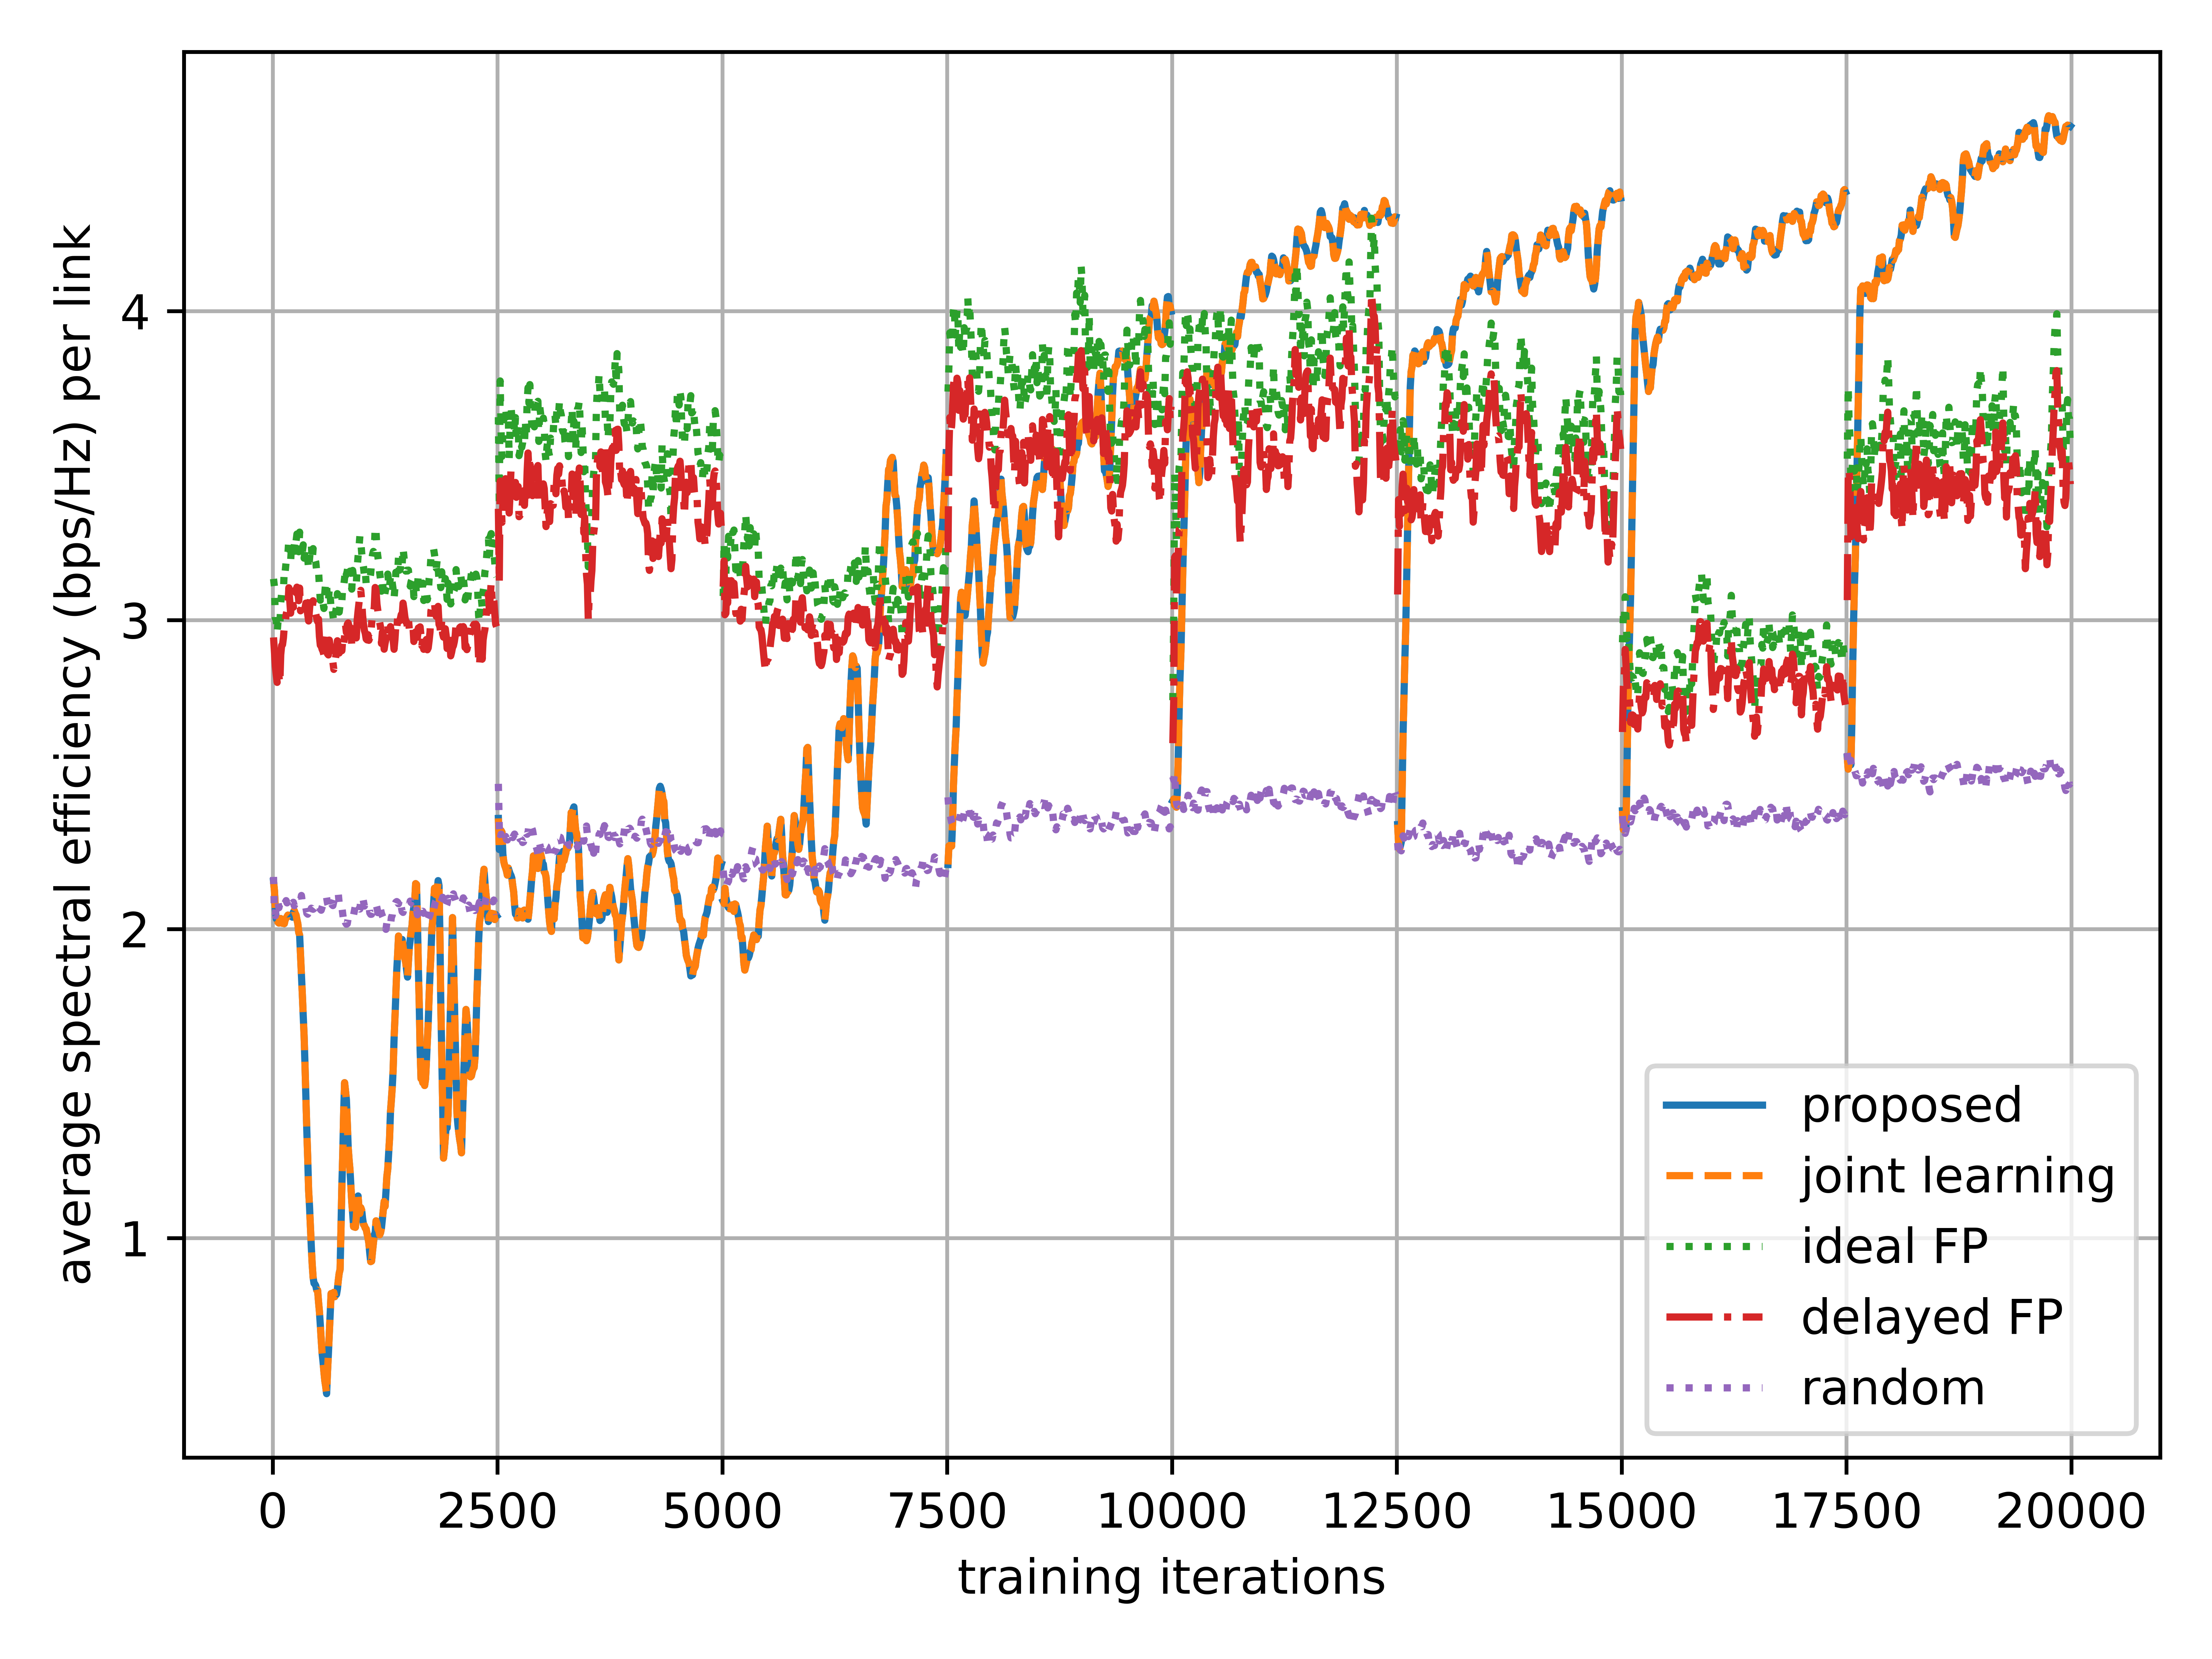 average spectral efficiency (bps/Hz) per link
4
3
2
1
proposed
joint learning
ideal FP
delayed FP
random
0 2500 5000 7500 10000 12500 15000 17500 20000
training iterations